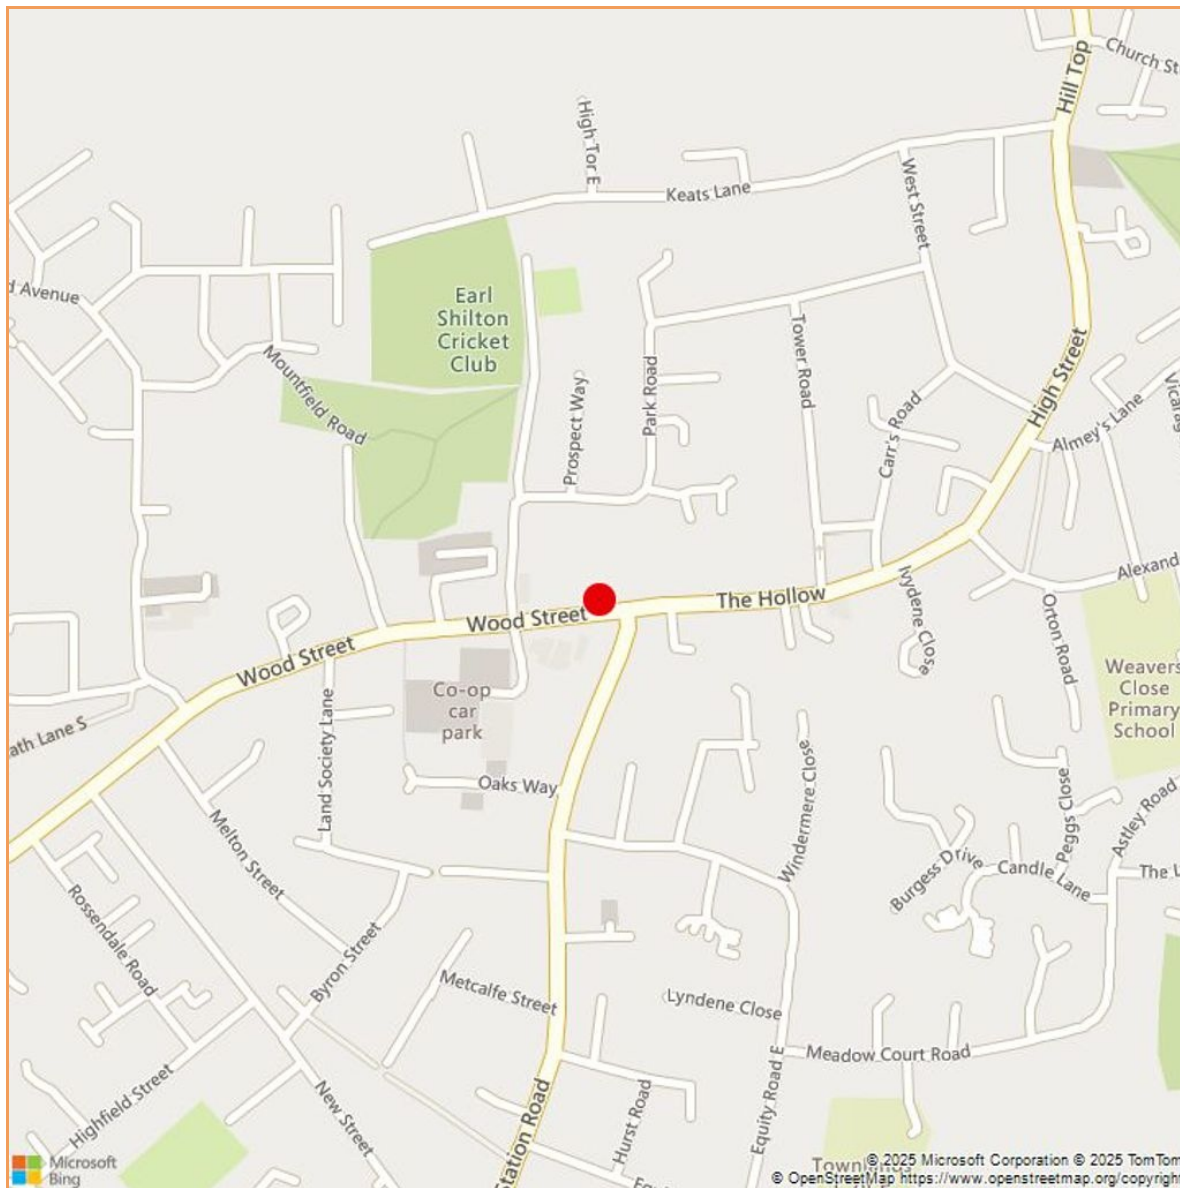 Church St
Hill Top
High Tor E
Keats Lane
West Street
d Avenue
Earl
Shilton
Cricket
Club
Mountfield Road
Prospect Way
Park Road
Tower Road
Carr's Road
High Street
Almey's Lane
Vicarag
Wood Street
The Hollow
Ivydene Close
Alexand
Orton Road
Wood Street
Weavers
Close
Primary
School
ath Lane S
Land Society Lane
Co-op
car
park
Oaks Way
Windermere Close
Peggs Close
Astley Road
Melton Street
Burgess Drive
Candle Lane
The U
Rossendale Road
Byron Street
Metcalfe Street
Lyndene Close
Meadow Court Road
Equity Road E
Highfield Street
New Street
Station Road
Hurst Road
Microsoft
Bing
© 2025 Microsoft Corporation © 2025 TomTom
© OpenStreetMap https://www.openstreetmap.org/copyright